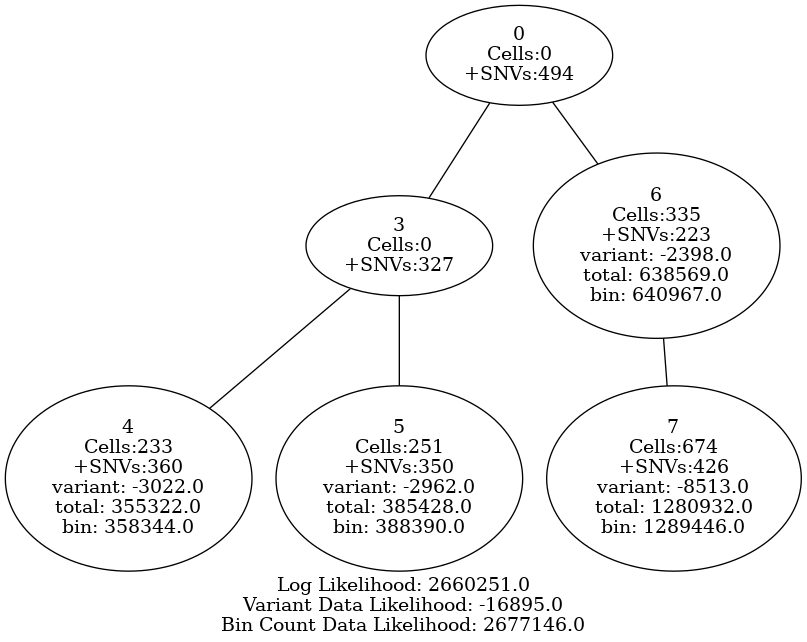 0
Cells:0
+SNVs:494
3
Cells:0
+SNVs:327
6
Cells:335
+SNVs:223
variant: -2398.0
total: 638569.0
bin: 640967.0
4
Cells:233
+SNVs:360
variant: -3022.0
total: 355322.0
bin: 358344.0
5
Cells:251
+SNVs:350
variant: -2962.0
total: 385428.0
bin: 388390.0
7
Cells:674
+SNVs:426
variant: -8513.0
total: 1280932.0
bin: 1289446.0
Log Likelihood: 2660251.0
Variant Data Likelihood: -16895.0
Bin Count Data Likelihood: 2677146.0